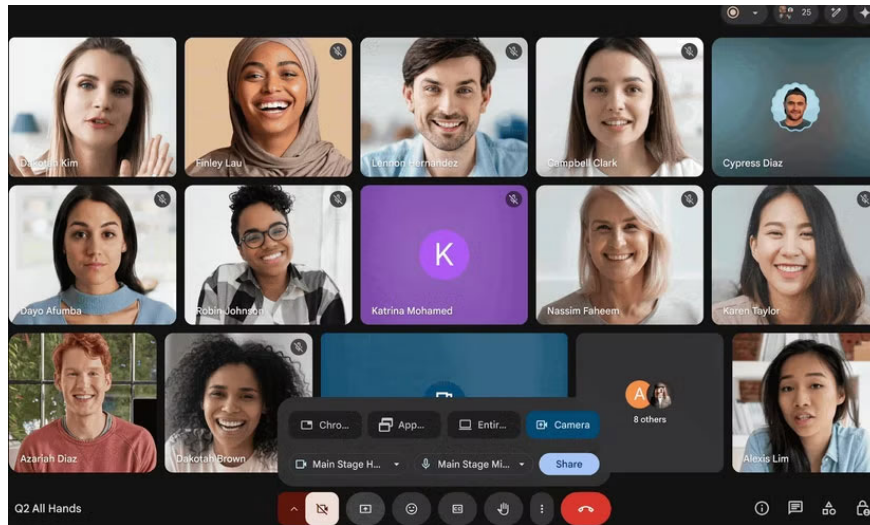 25
Dakotah Kim
Finley Lau
Lennon Hernandez
Campbell Clark
Cypress Diaz
Dayo Afumba
Robin Johnson
K
Katrina Mohamed
Nassim Faheem
Karen Taylor
A
8 others
Chro...
App...
Entir...
Camera
Azariah Diaz
Dakotah Brown
Main Stage H...
Main Stage Mi...
Share
Alexis Lim
Q2 All Hands